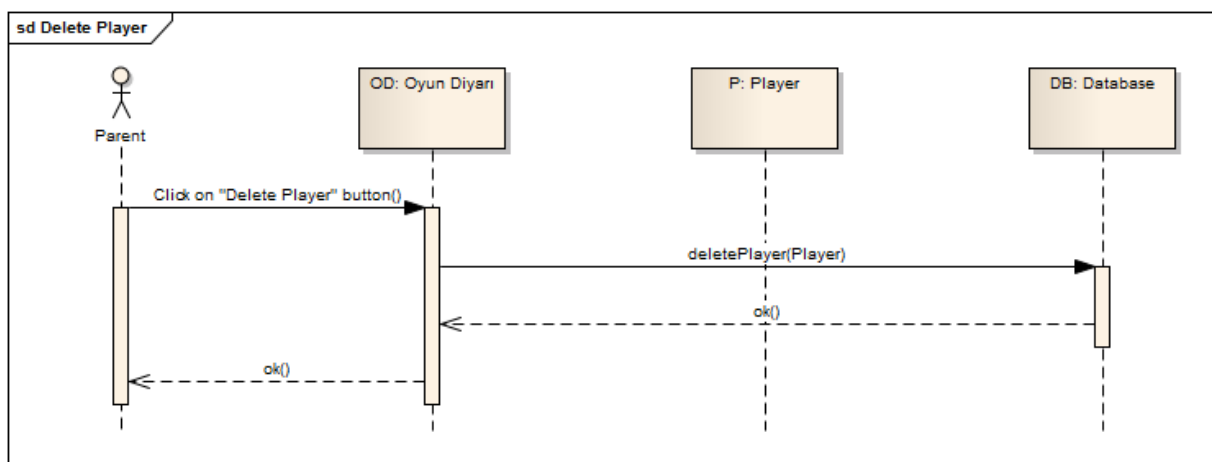 sd Delete Player
Parent
OD: Oyun Diyarı
P: Player
DB: Database
Click on "Delete Player" button()
deletePlayer(Player)
ok()
ok()